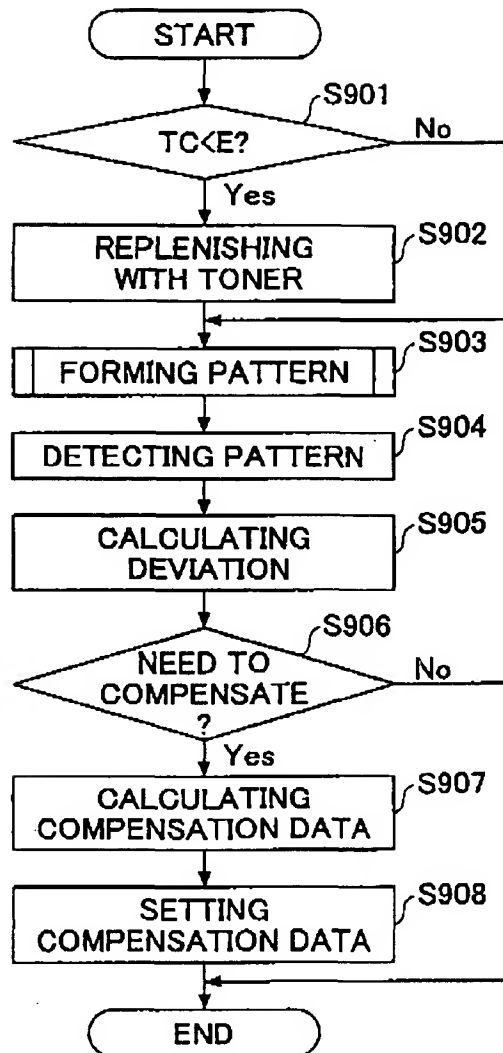 START
S901
TC<E?
No
Yes
REPLENISHING
WITH TONER
S902
FORMING PATTERN
S903
DETECTING PATTERN
S904
CALCULATING
DEVIATION
S905
S906
NEED TO
COMPENSATE
?
No
Yes
CALCULATING
COMPENSATION DATA
S907
SETTING
COMPENSATION DATA
S908
END